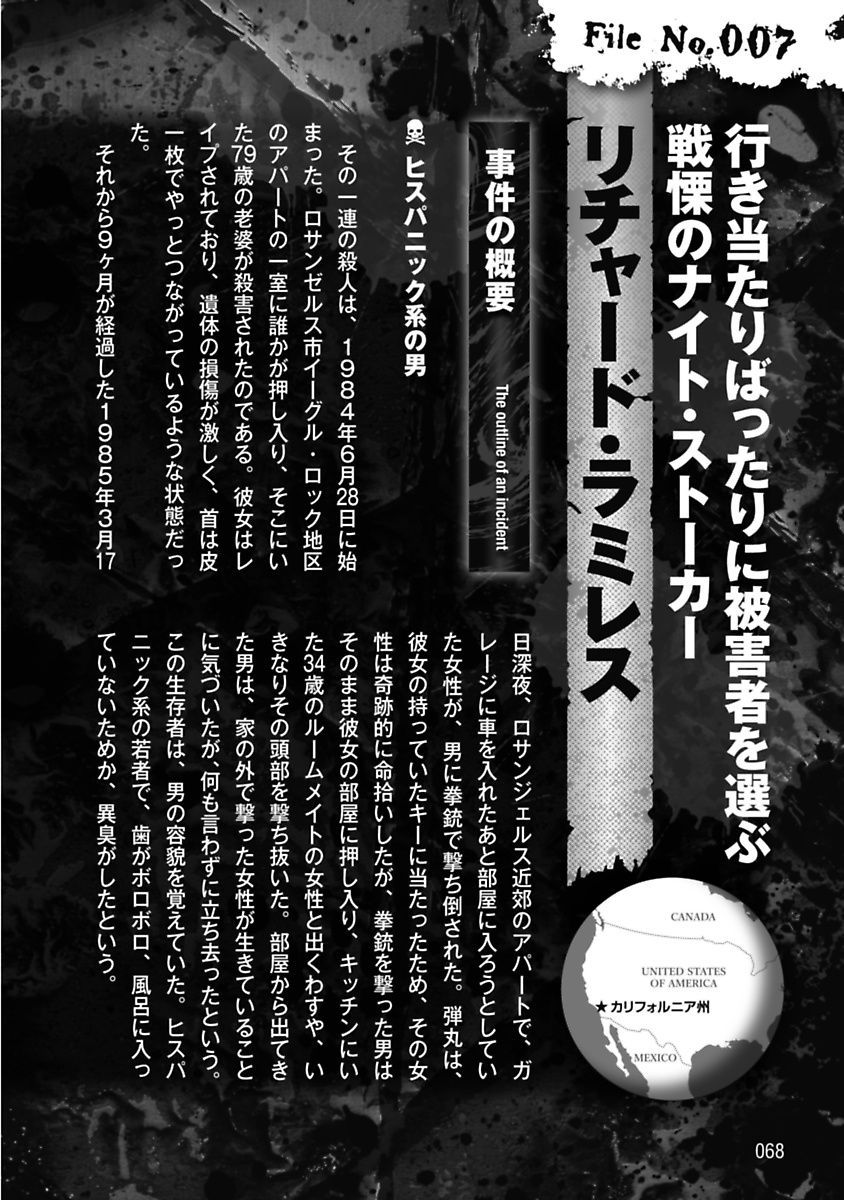 File No.007
行き当たりばったりに被害者を選ぶ
戦慄のナイト・ストーカー
リチャード・ラミレス
事件の概要
The outline of an incident
ヒスパニック系の男
その一連の殺人は、1984年6月28日に始
まった。ロサンゼルス市イーグル・ロック地区
のアパートの一室に誰かが押し入り、そこにい
た79歳の老婆が殺害されたのである。彼女はレ
イプされており、遺体の損傷が激しく、首は皮
一枚でやっとつながっているような状態だっ
た。
それから9ヶ月が経過した1985年3月17
日深夜、ロサンジェルス近郊のアパートで、ガ
レージに車を入れたあと部屋に入ろうとしてい
た女性が、男に拳銃で撃ち倒された。弾丸は、
彼女の持っていたキーに当たったため、その女
性は奇跡的に命拾いしたが、拳銃を撃った男は
そのまま彼女の部屋に押し入り、キッチンにい
た34歳のルームメイトの女性と出くわすや、い
きなりその頭部を撃ち抜いた。部屋から出てき
た男は、家の外で撃った女性が生きていること
に気づいたが、何も言わずに立ち去ったという。
この生存者は、男の容貌を覚えていた。ヒスパ
ニック系の若者で、歯がボロボロ、風呂に入っ
ていないためか、異臭がしたという。
CANADA
UNITED STATES
OF AMERICA
★カリフォルニア州
MEXICO
068